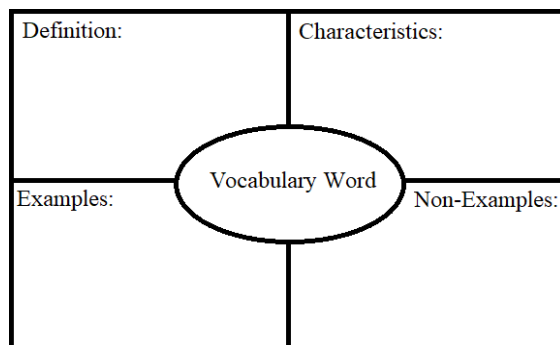 Definition:
Characteristics:
Vocabulary Word
Examples:
Non-Examples: